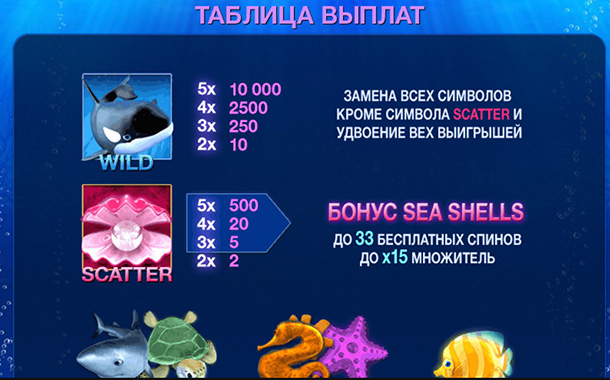 ТАБЛИЦА ВЫПЛАТ
5x 10 000
4x 2500
3x 250
2x 10
WILD
ЗАМЕНА ВСЕХ СИМВОЛОВ
КРОМЕ СИМВОЛА SCATTER И
УДВОЕНИЕ ВЕХ ВЫИГРЫШЕЙ
5x 500
4x 20
3x 5
2x 2
SCATTER
БОНУС SEA SHELLS
ДО 33 БЕСПЛАТНЫХ СПИНОВ
ДО x15 МНОЖИТЕЛЬ